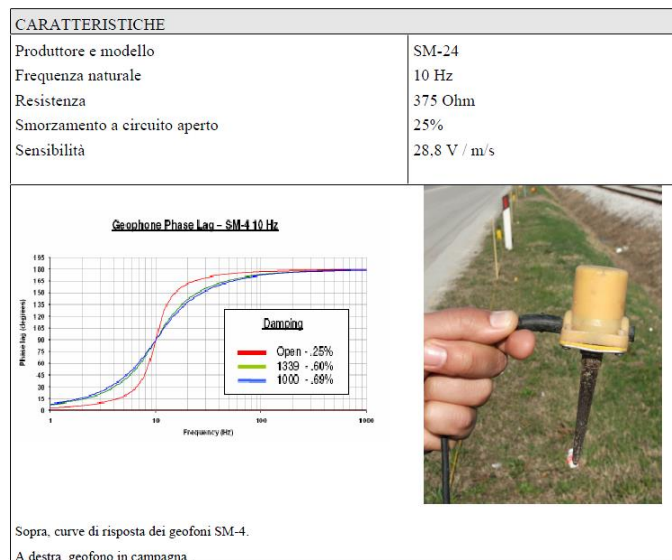 CARATTERISTICHE
Produttore e modello SM-24
Frequenza naturale 10 Hz
Resistenza 375 Ohm
Smorzamento a circuito aperto 25%
Sensibilità 28.8 V / m/s
Geophone Phase Lag - SM-4 10 Hz
Phase lag (degrees)
195
180
165
150
135
120
105
90
75
60
45
30
15
0
1 10 100 1000
Frequency (Hz)
Damping
Open - .25%
1339 - .60%
1000 - .69%
Sopra, curve di risposta dei geofoni SM-4.
A destra, geofono in campagna.